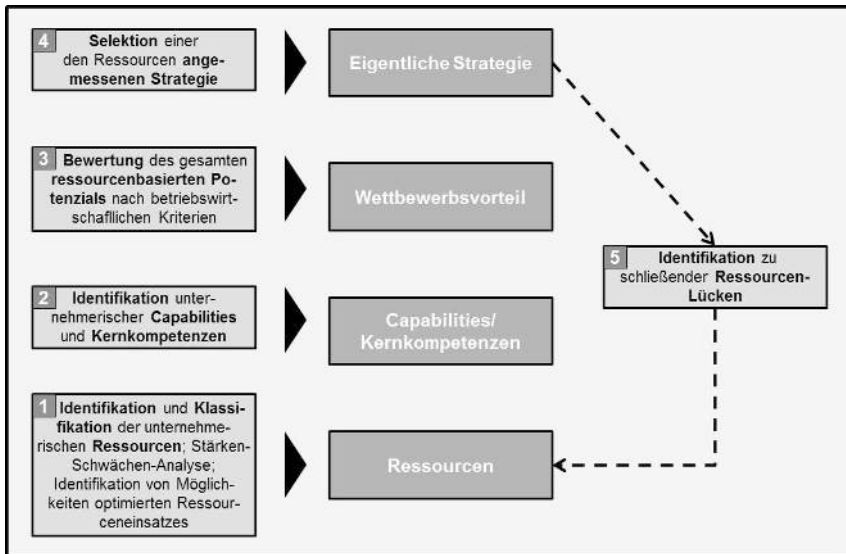 4 Selektion einer
den Ressourcen ange-
messenen Strategie
Eigentliche Strategie
3 Bewertung des gesamten
ressourcenbasierten Po-
tenzials nach betriebswirt-
schafllichen Kriterien
Wettbewerbsvorteil
5 Identifikation zu
schließender Ressourcen-
Lücken
2 Identifikation unter-
nehmerischer Capabilities
und Kernkompetenzen
Capabilities/
Kernkompetenzen
1 Identifikation und Klassi-
fikation der unternehme-
rischen Ressourcen; Stärken-
Schwächen-Analyse;
Identifikation von Möglich-
keiten optimierten Ressour-
ceneinsatzes
Ressourcen